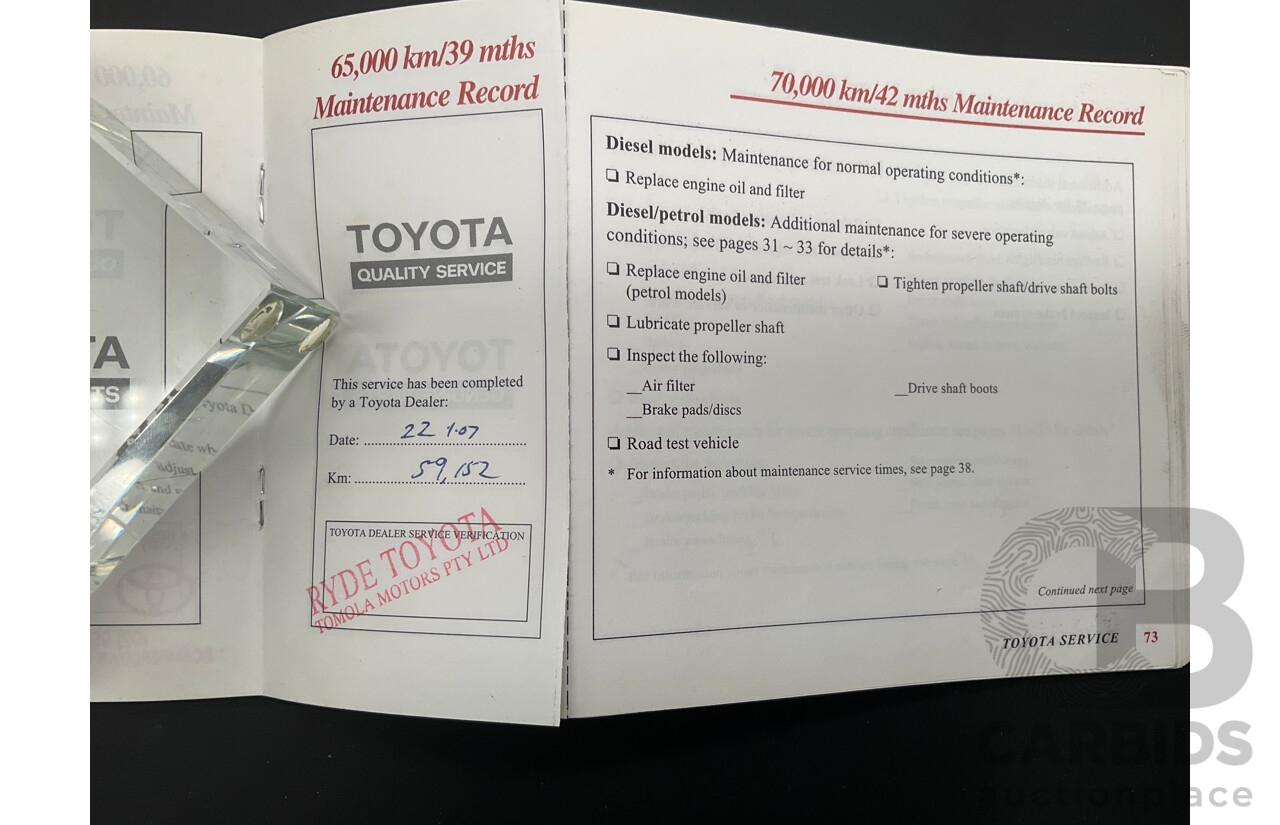 65,000 km/39 mths
Maintenance Record
TOYOTA
QUALITY SERVICE
This service has been completed
by a Toyota Dealer:
Date: 22 1.07
Km: 59,152
TOYOTA DEALER SERVICE VERIFICATION
RYDE TOYOTA
TOMOLA MOTORS PTY LTD
70,000 km/42 mths Maintenance Record
Diesel models: Maintenance for normal operating conditions*:
❏ Replace engine oil and filter
Diesel/petrol models: Additional maintenance for severe operating
conditions; see pages 31 ~ 33 for details*:
❏ Replace engine oil and filter
(petrol models)
❏ Tighten propeller shaft/drive shaft bolts
❏ Lubricate propeller shaft
❏ Inspect the following:
__Air filter
__Drive shaft boots
__Brake pads/discs
❏ Road test vehicle
* For information about maintenance service times, see page 38.
Continued next page
TOYOTA SERVICE 73
CARBIDS
auctionplace